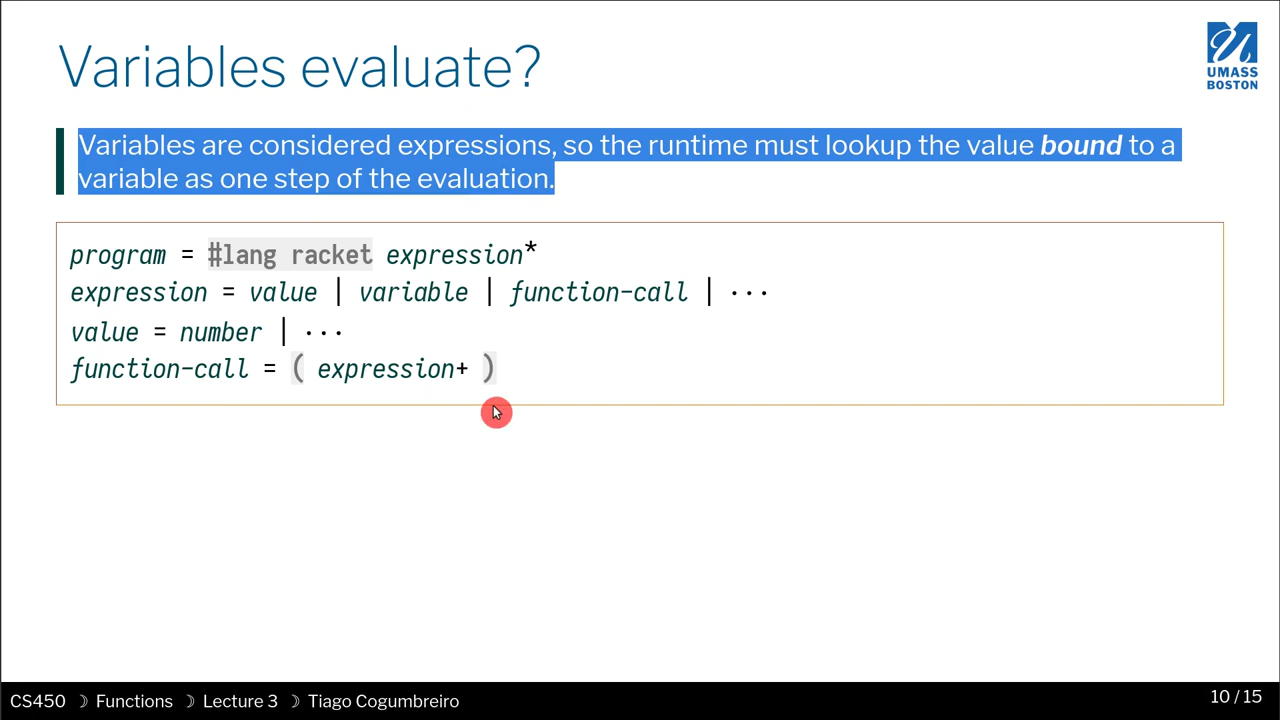 Variables evaluate?
UMASS
BOSTON
Variables are considered expressions, so the runtime must lookup the value bound to a
variable as one step of the evaluation.
program = #lang racket expression*
expression = value | variable | function-call | ···
value = number | ···
function-call = ( expression+ )
CS450 ☽ Functions ☽ Lecture 3 ☽ Tiago Cogumbreiro
10 / 15